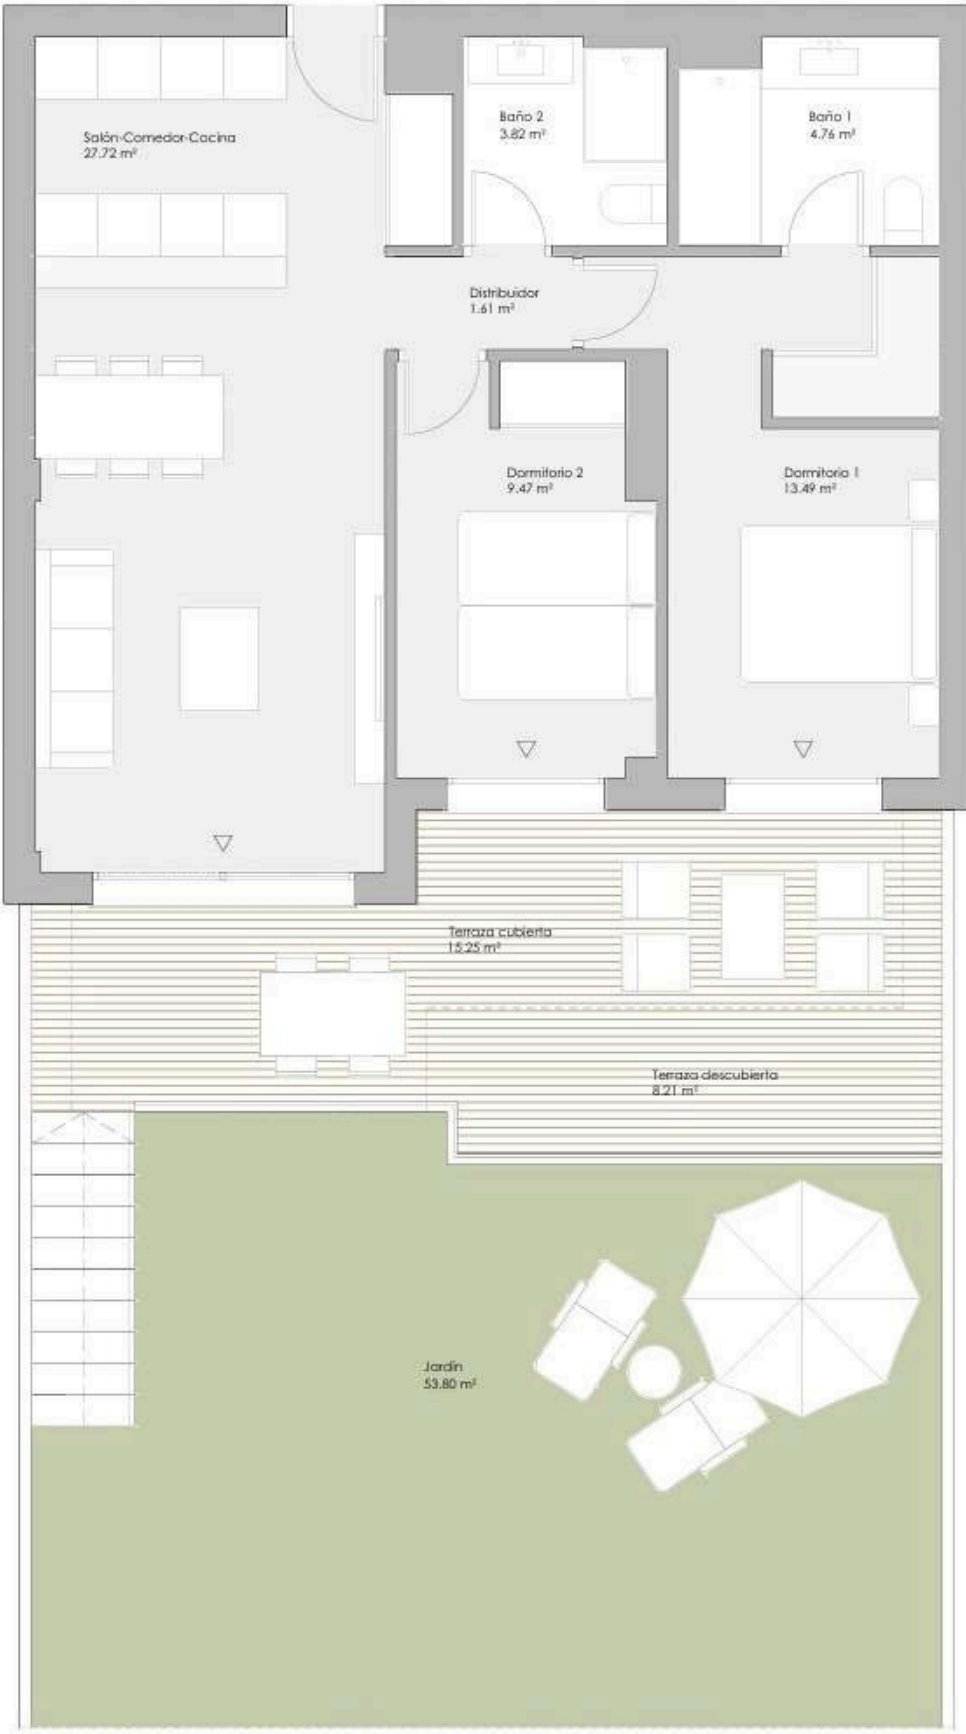 Salón-Comedor-Cocina
27.72 m²
Baño 2
3.82 m²
Baño 1
4.76 m²
Distribuidor
1.61 m²
Dormitorio 2
9.47 m²
Dormitorio 1
13.49 m²
Terraza cubierta
15.25 m²
Terraza descubierta
8.21 m²
Jardín
53.80 m²